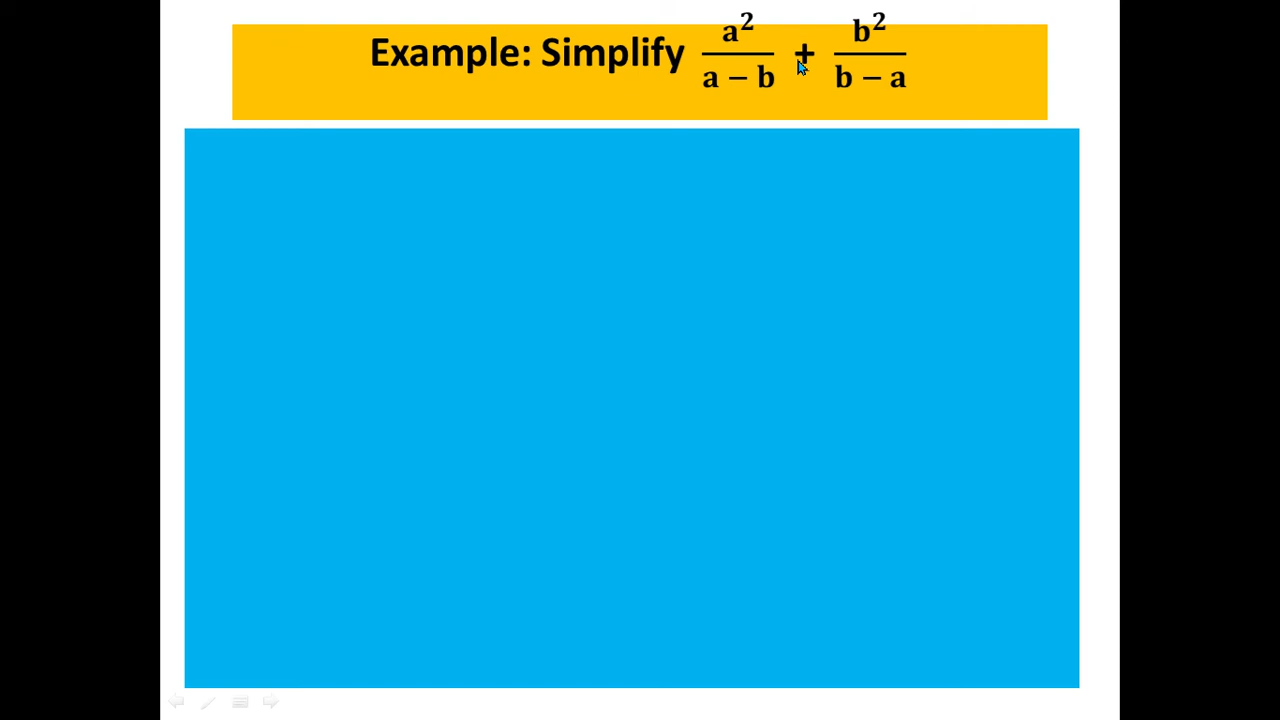 Example: Simplify a²/(a − b) + b²/(b − a)